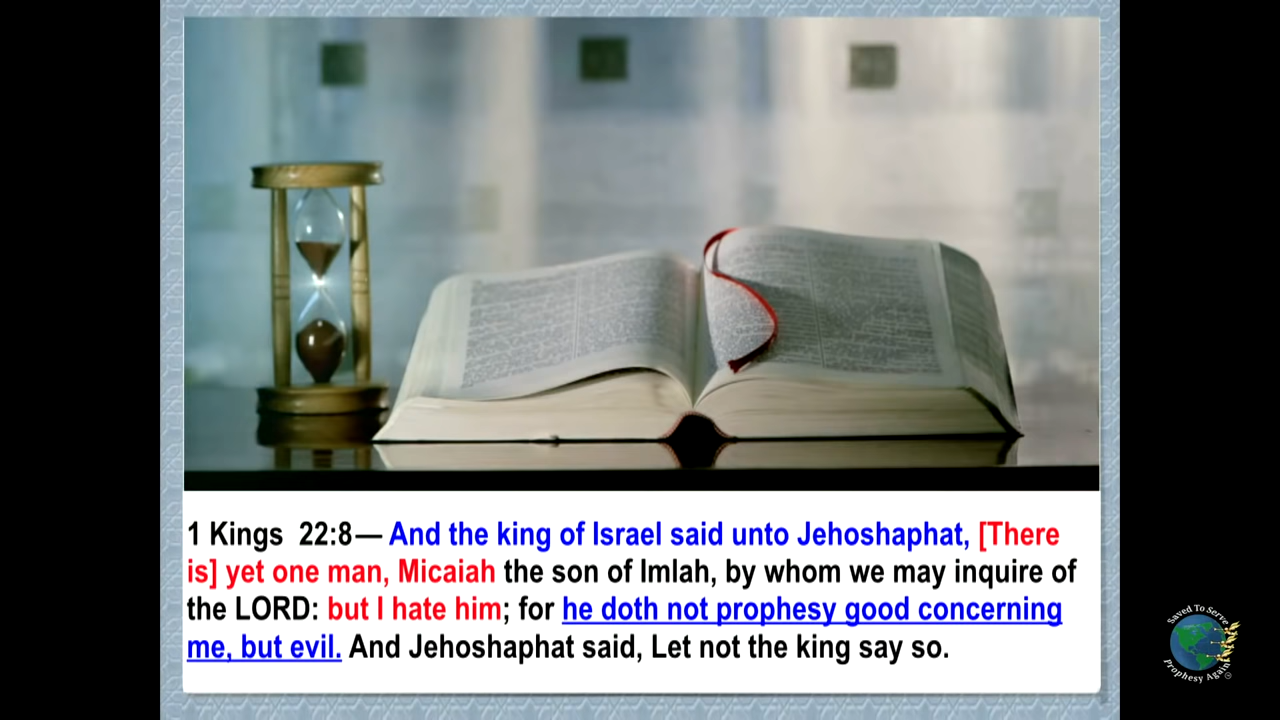 1 Kings 22:8— And the king of Israel said unto Jehoshaphat, [There
is] yet one man, Micaiah the son of Imlah, by whom we may inquire of
the LORD: but I hate him; for he doth not prophesy good concerning
me, but evil. And Jehoshaphat said, Let not the king say so.
Saved To Serve
Prophesy Again